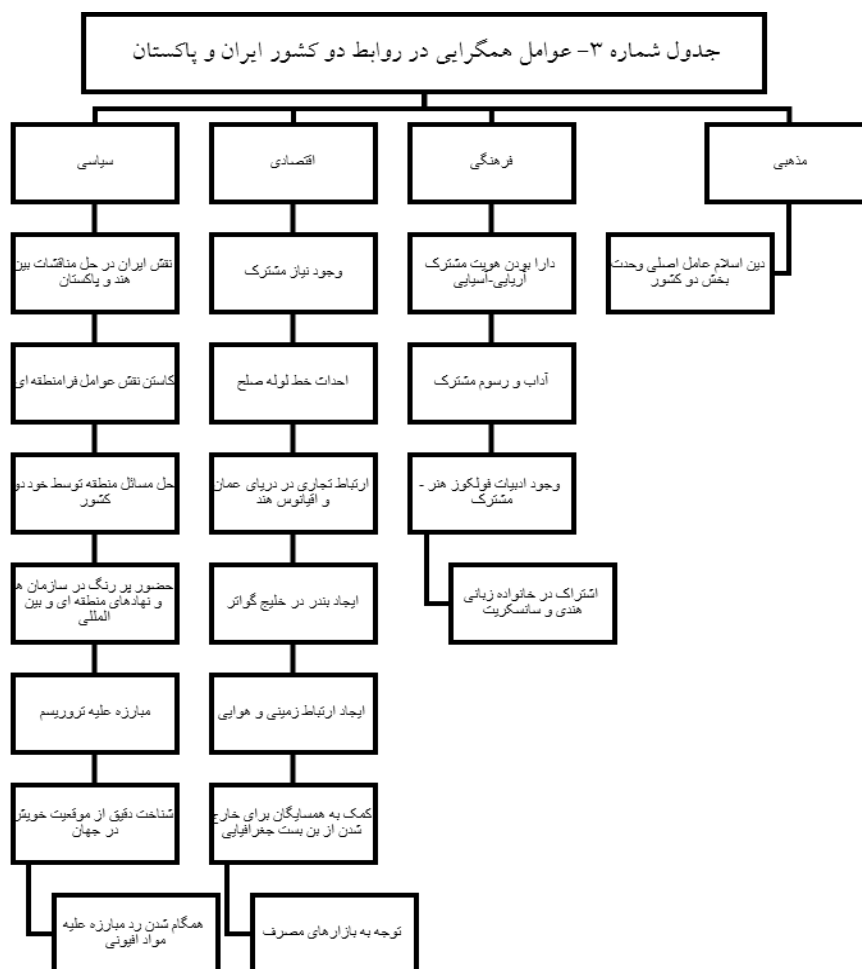 جدول شماره ۳- عوامل همگرایی در روابط دو کشور ایران و پاکستان
مذهبی
دین اسلام عامل اصلی وحدت
بخش دو کشور
فرهنگی
دارا بودن هویت مشترک
آریایی-آسیایی
آداب و رسوم مشترک
وجود ادبیات فولکوز هنر -
مشترک
اشتراک در خانواده زبانی
هندی و سانسکریت
اقتصادی
وجود نیاز مشترک
احداث خط لوله صلح
ارتباط تجاری در دریای عمان
و اقیانوس هند
ایجاد بندر در خلیج گواتر
ایجاد ارتباط زمینی و هوایی
کمک به همسایگان برای خارج
شدن از بن بست جغرافیایی
توجه به بازارهای مصرف
سیاسی
نقش ایران در حل مناقشات بین
هند و پاکستان
کاستن نقش عوامل فرامنطقه ای
حل مسائل منطقه توسط خود دو
کشور
حضور پر رنگ در سازمان ه
و نهادهای منطقه ای و بین
المللی
مبارزه علیه تروریسم
شناخت دقیق از موقعیت خویش
در جهان
همگام شدن رد مبارزه علیه
مواد افیونی